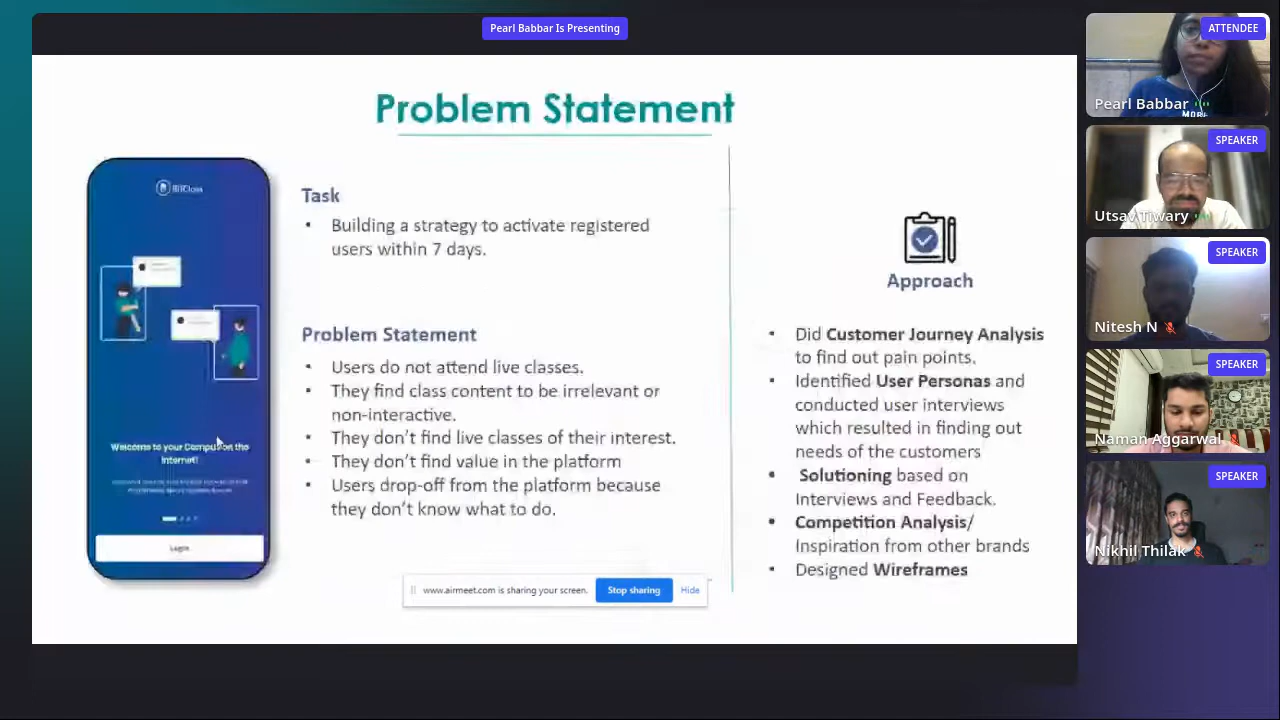 Pearl Babbar Is Presenting
Problem Statement
BitClass
Welcome to your Campus on the
Internet!
Login
Task
• Building a strategy to activate registered
users within 7 days.
Problem Statement
• Users do not attend live classes.
• They find class content to be irrelevant or
non-interactive.
• They don't find live classes of their interest.
• They don't find value in the platform
• Users drop-off from the platform because
they don't know what to do.
Approach
• Did Customer Journey Analysis
to find out pain points.
• Identified User Personas and
conducted user interviews
which resulted in finding out
needs of the customers
• Solutioning based on
Interviews and Feedback.
• Competition Analysis/
Inspiration from other brands
• Designed Wireframes
www.airmeet.com is sharing your screen.
Stop sharing
Hide
ATTENDEE
Pearl Babbar
SPEAKER
Utsav Tiwary
SPEAKER
Nitesh N
SPEAKER
Naman Aggarwal
SPEAKER
Nikhil Thilak